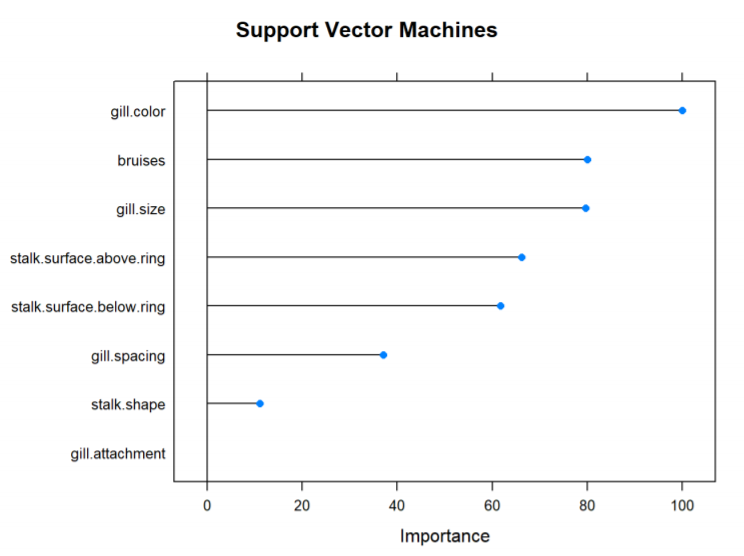 Support Vector Machines
gill.color
bruises
gill.size
stalk.surface.above.ring
stalk.surface.below.ring
gill.spacing
stalk.shape
gill.attachment
0 20 40 60 80 100
Importance